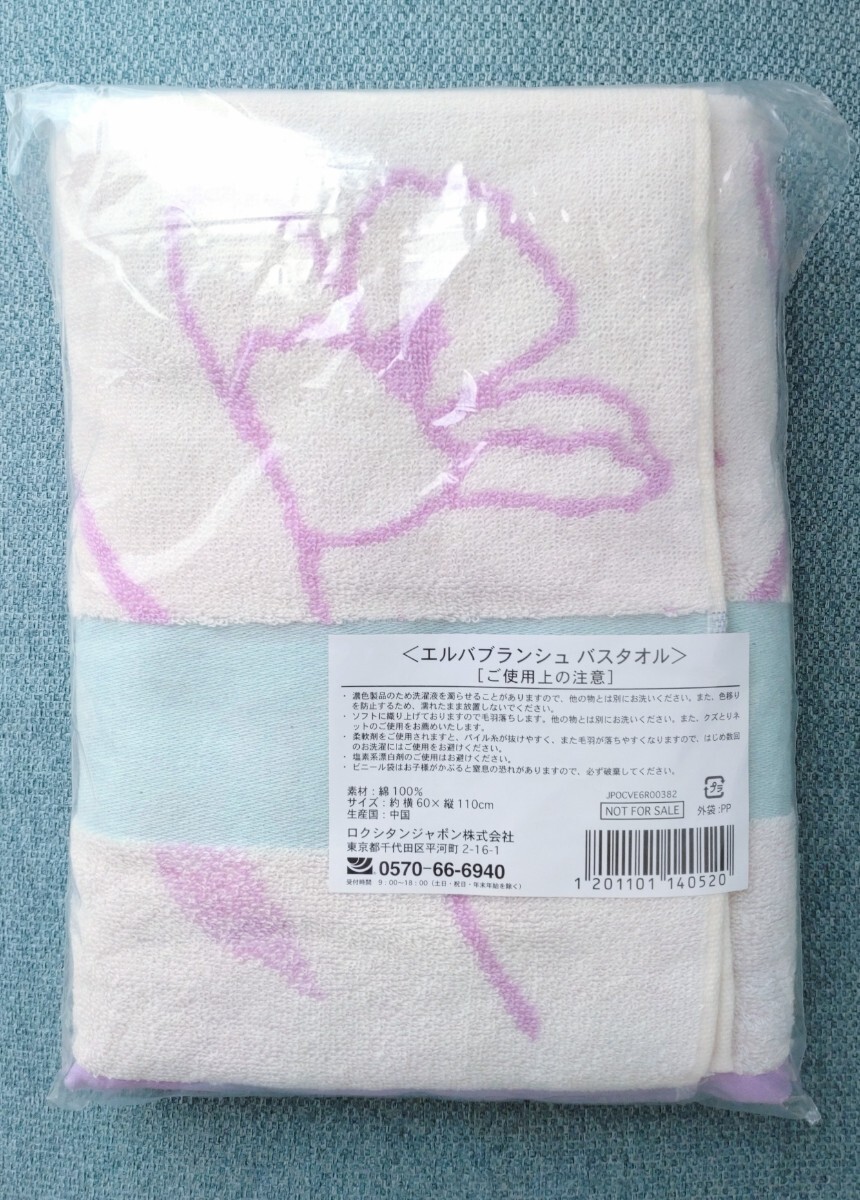 ＜エルバブランシュ バスタオル＞
［ご使用上の注意］
・濃色製品のため洗濯液を濁らせることがありますので、他の物とは別にお洗いください。また、色移り
を防止するため、濡れたまま放置しないでください。
・ソフトに織り上げておりますので毛羽落ちします。他の物とは別にお洗いください。また、クズとりネ
ットのご使用をお薦めいたします。
・柔軟剤をご使用されますと、パイル糸が抜けやすく、また毛羽が落ちやすくなりますので、はじめ数回
のお洗濯にはご使用をお避けください。
・塩素系漂白剤のご使用はお避けください。
・ビニール袋はお子様がかぶると窒息の恐れがありますので、必ず破棄してください。
素材：綿 100%
サイズ：約 横 60× 縦 110cm
生産国：中国
ロクシタンジャポン株式会社
東京都千代田区平河町 2-16-1
0570-66-6940
受付時間 9：00～18：00（土日・祝日・年末年始を除く）
JPOCVE6R00382
NOT FOR SALE
プラ
外袋：PP
1 201101 140520